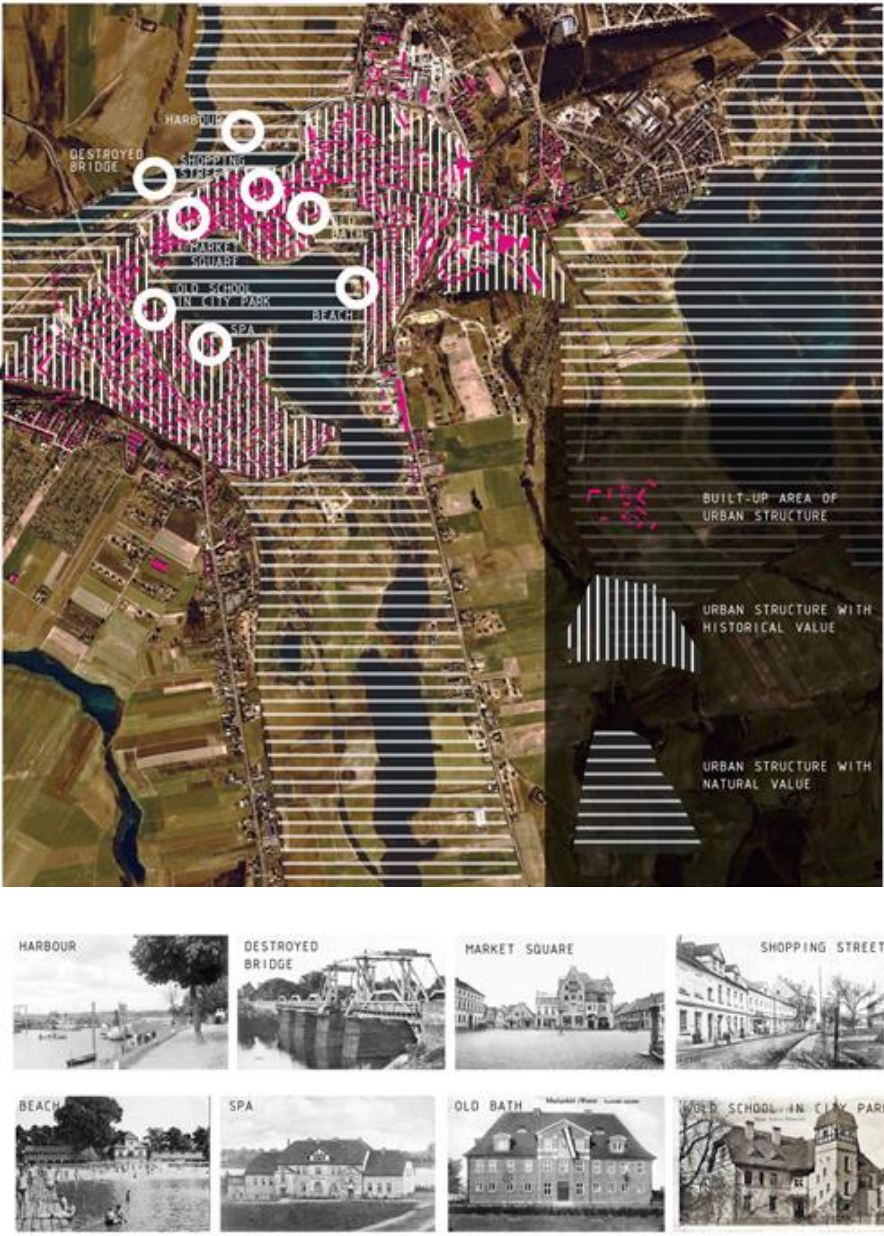 HARBOUR
DESTROYED
BRIDGE
SHOPPING
STREET
OLD
BATH
MARKET
SQUARE
OLD SCHOOL
IN CITY PARK
BEACH
SPA
BUILT-UP AREA OF
URBAN STRUCTURE
URBAN STRUCTURE WITH
HISTORICAL VALUE
URBAN STRUCTURE WITH
NATURAL VALUE
HARBOUR
DESTROYED
BRIDGE
MARKET SQUARE
SHOPPING STREET
BEACH
SPA
OLD BATH
OLD SCHOOL IN CITY PARK